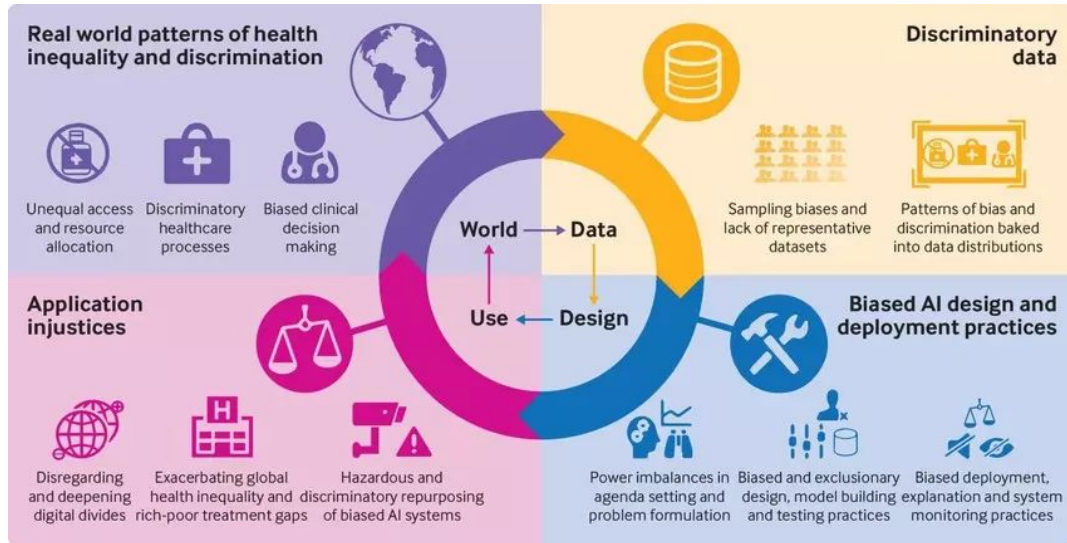 Real world patterns of health
inequality and discrimination
Unequal access
and resource
allocation
Discriminatory
healthcare
processes
Biased clinical
decision
making
Discriminatory
data
Sampling biases and
lack of representative
datasets
Patterns of bias and
discrimination baked
into data distributions
World
Data
Use
Design
Application
injustices
H
Disregarding
and deepening
digital divides
Exacerbating global
health inequality and
rich-poor treatment gaps
Hazardous and
discriminatory repurposing
of biased AI systems
Biased AI design and
deployment practices
Power imbalances in
agenda setting and
problem formulation
Biased and exclusionary
design, model building
and testing practices
Biased deployment,
explanation and system
monitoring practices